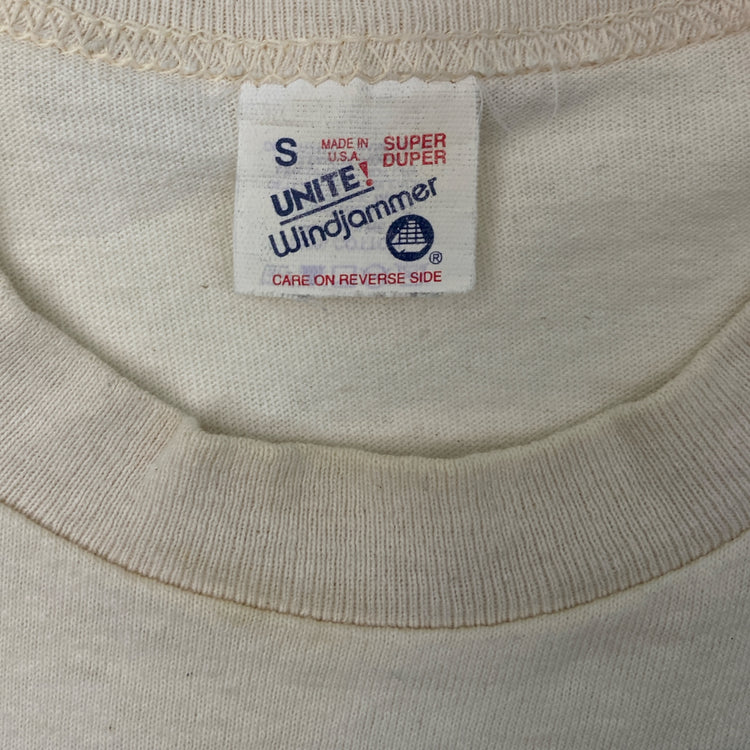 S MADE IN U.S.A. SUPER DUPER
UNITE!
Windjammer
®
CARE ON REVERSE SIDE